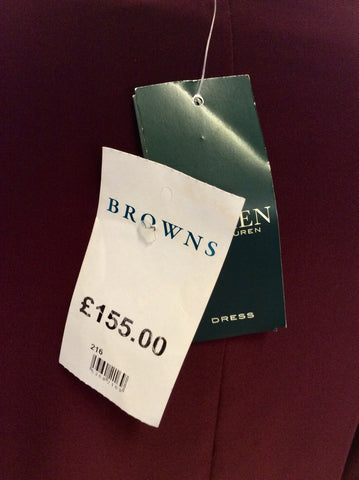 BROWNS
£155.00
216
EN
UREN
DRESS